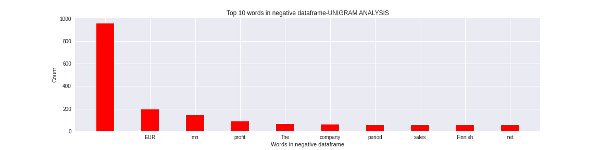 Top 10 words in negative dataframe-UNIGRAM ANALYSIS
1000
800
600
400
200
0
Count
EUR mn profit The company period sales Finnish net
Words in negative dataframe